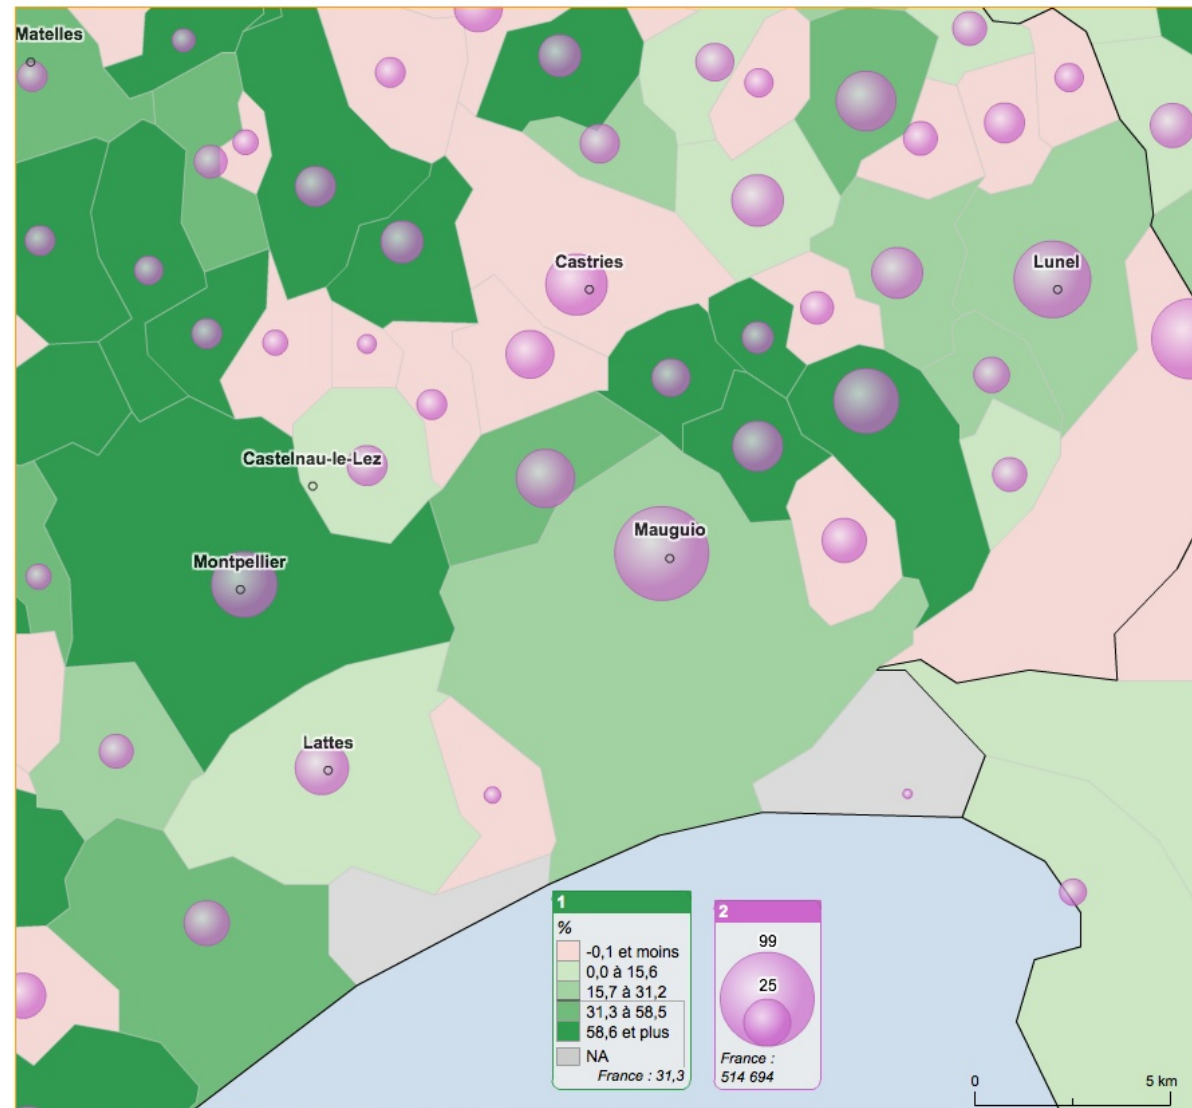 Matelles
Castries
Lunel
Castelnau-le-Lez
Mauguio
Montpellier
Lattes
1
%
-0,1 et moins
0,0 à 15,6
15,7 à 31,2
31,3 à 58,5
58,6 et plus
NA
France : 31,3
2
99
25
France :
514 694
0 5 km